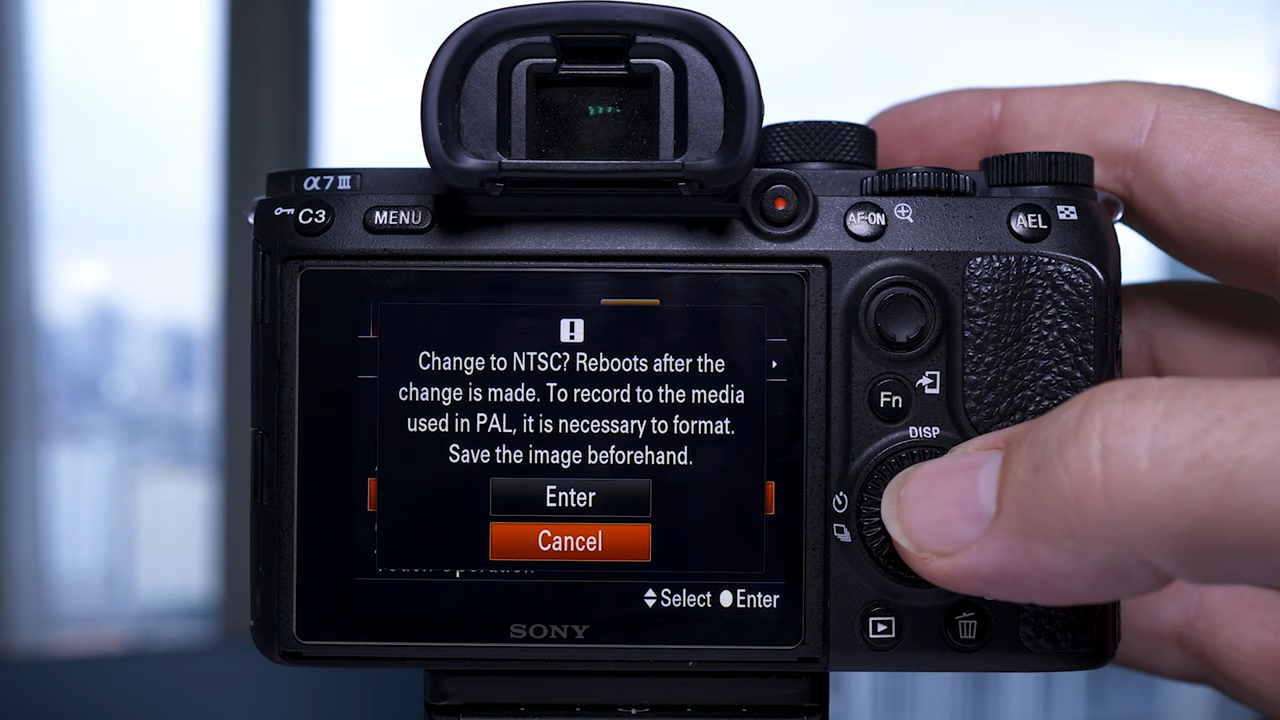 α7III
C3
MENU
AF-ON
AEL
Change to NTSC? Reboots after the
change is made. To record to the media
used in PAL, it is necessary to format.
Save the image beforehand.
Enter
Cancel
Select Enter
SONY
Fn
DISP